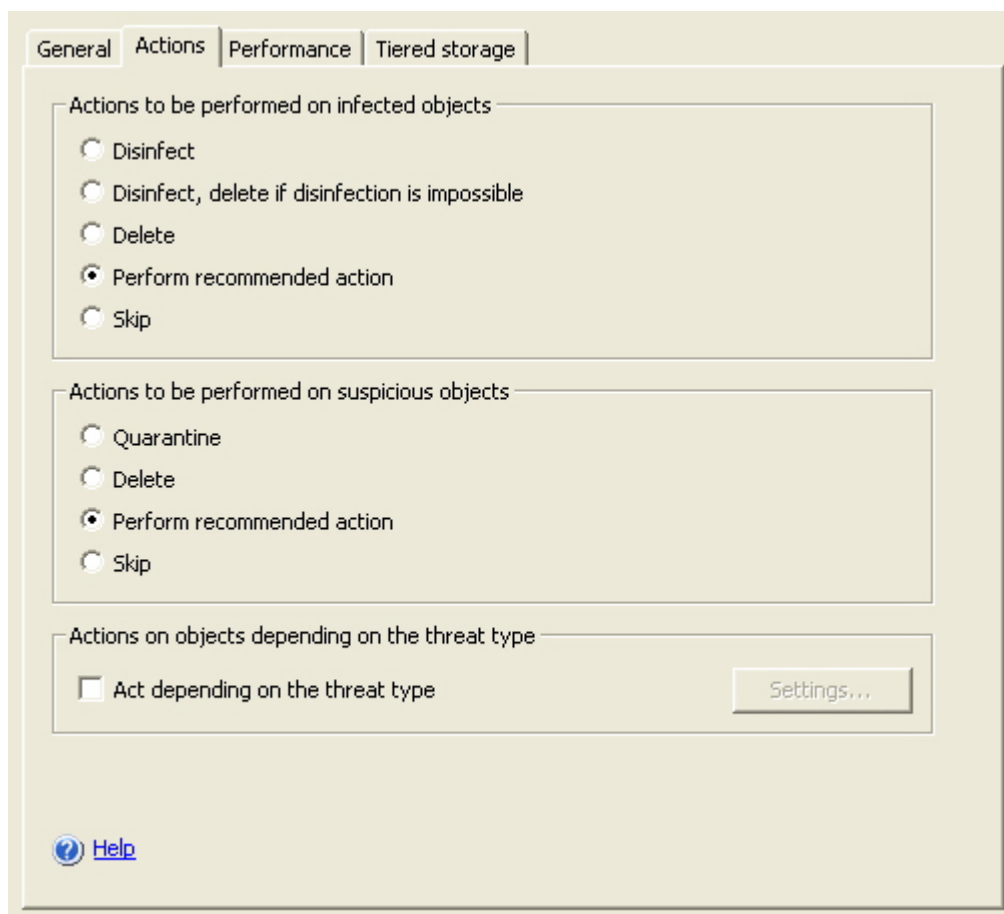 General Actions Performance Tiered storage
Actions to be performed on infected objects
Disinfect
Disinfect, delete if disinfection is impossible
Delete
Perform recommended action
Skip
Actions to be performed on suspicious objects
Quarantine
Delete
Perform recommended action
Skip
Actions on objects depending on the threat type
Act depending on the threat type Settings...
Help